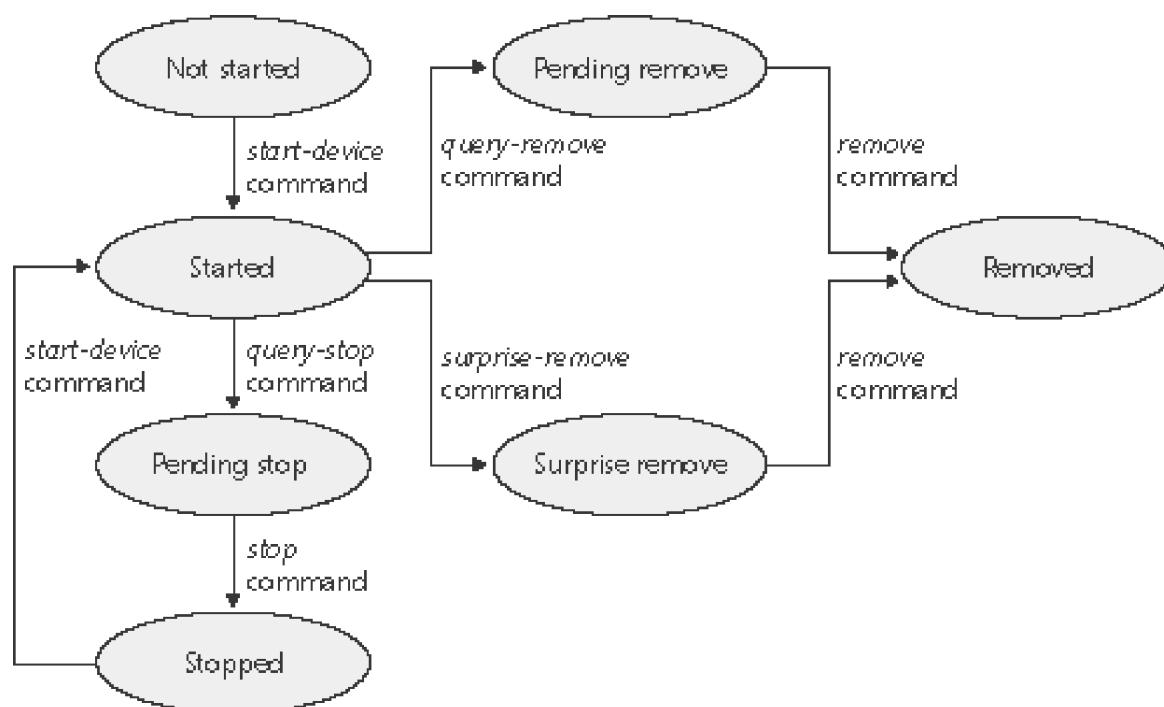 Not started
Pending remove
start-device
command
query-remove
command
remove
command
Started
Removed
start-device
command
query-stop
command
surprise-remove
command
remove
command
Pending stop
Surprise remove
stop
command
Stopped